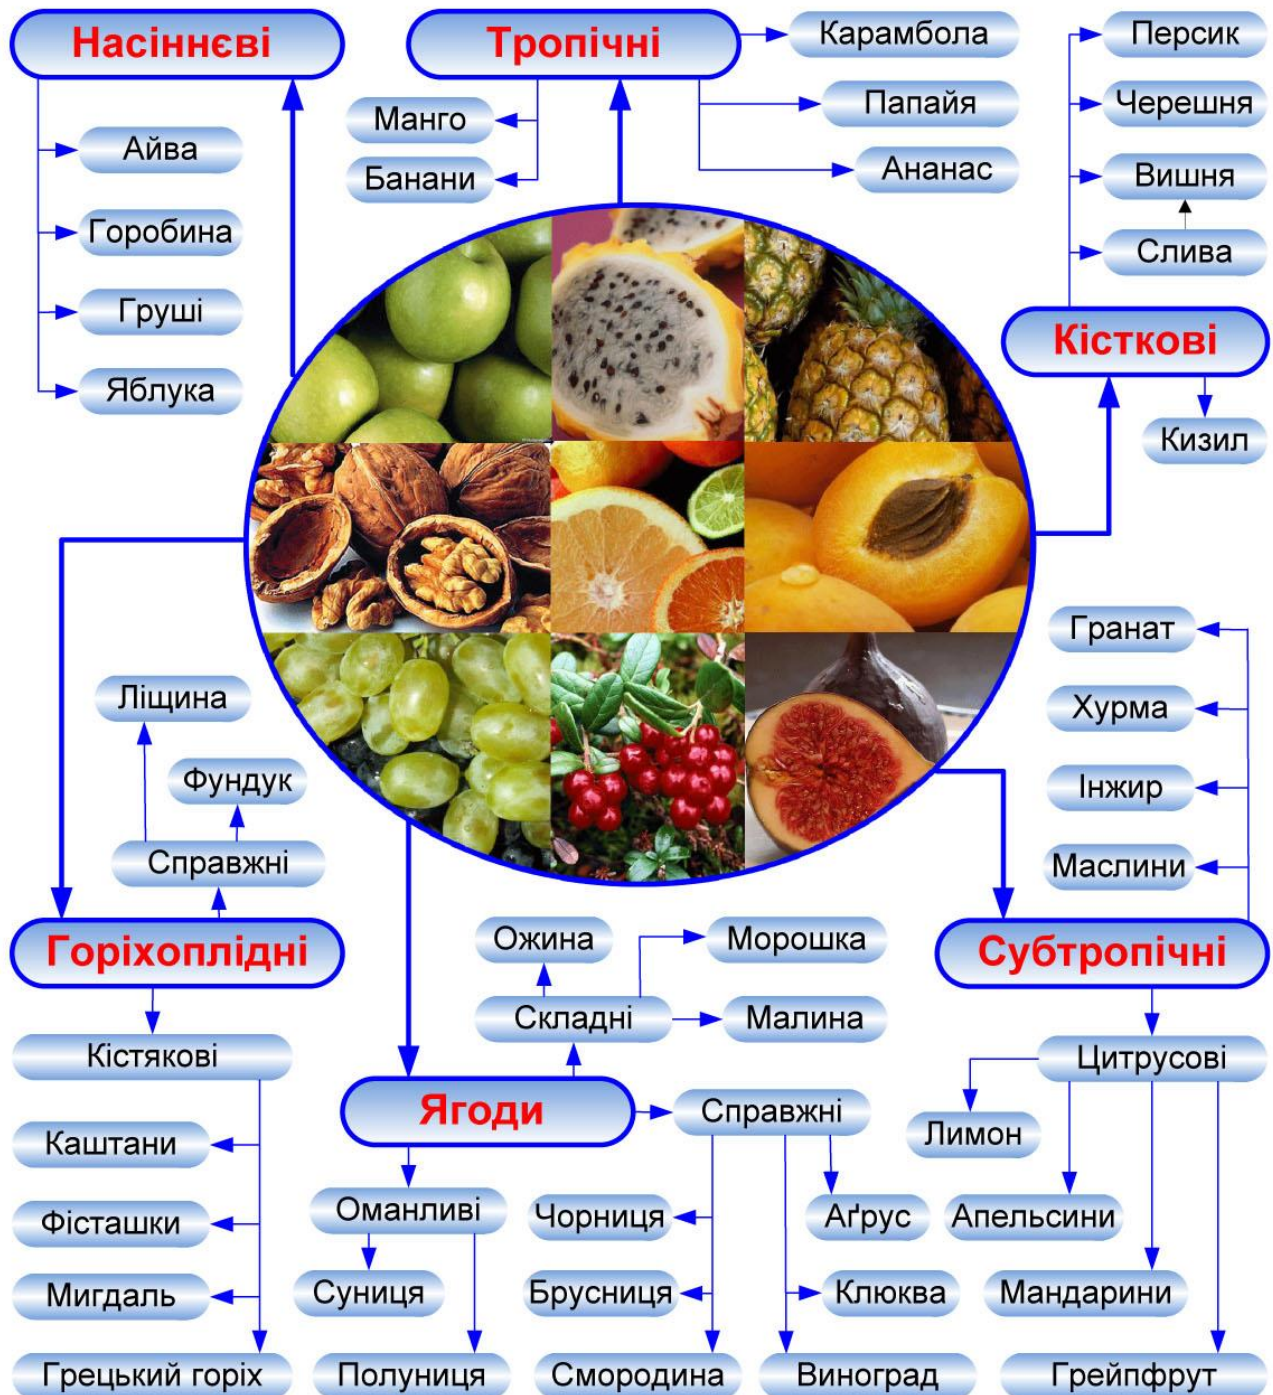 Насіннєві
Айва
Горобина
Груші
Яблука
Тропічні
Карамбола
Манго
Папайя
Банани
Ананас
Персик
Черешня
Вишня
Слива
Кісткові
Кизил
Гранат
Хурма
Інжир
Маслини
Субтропічні
Цитрусові
Лимон
Апельсини
Мандарини
Грейпфрут
Ліщина
Фундук
Справжні
Горіхоплідні
Кістякові
Каштани
Фісташки
Мигдаль
Грецький горіх
Ожина
Морошка
Складні
Малина
Ягоди
Справжні
Оманливі
Суниця
Полуниця
Чорниця
Аґрус
Брусниця
Клюква
Смородина
Виноград